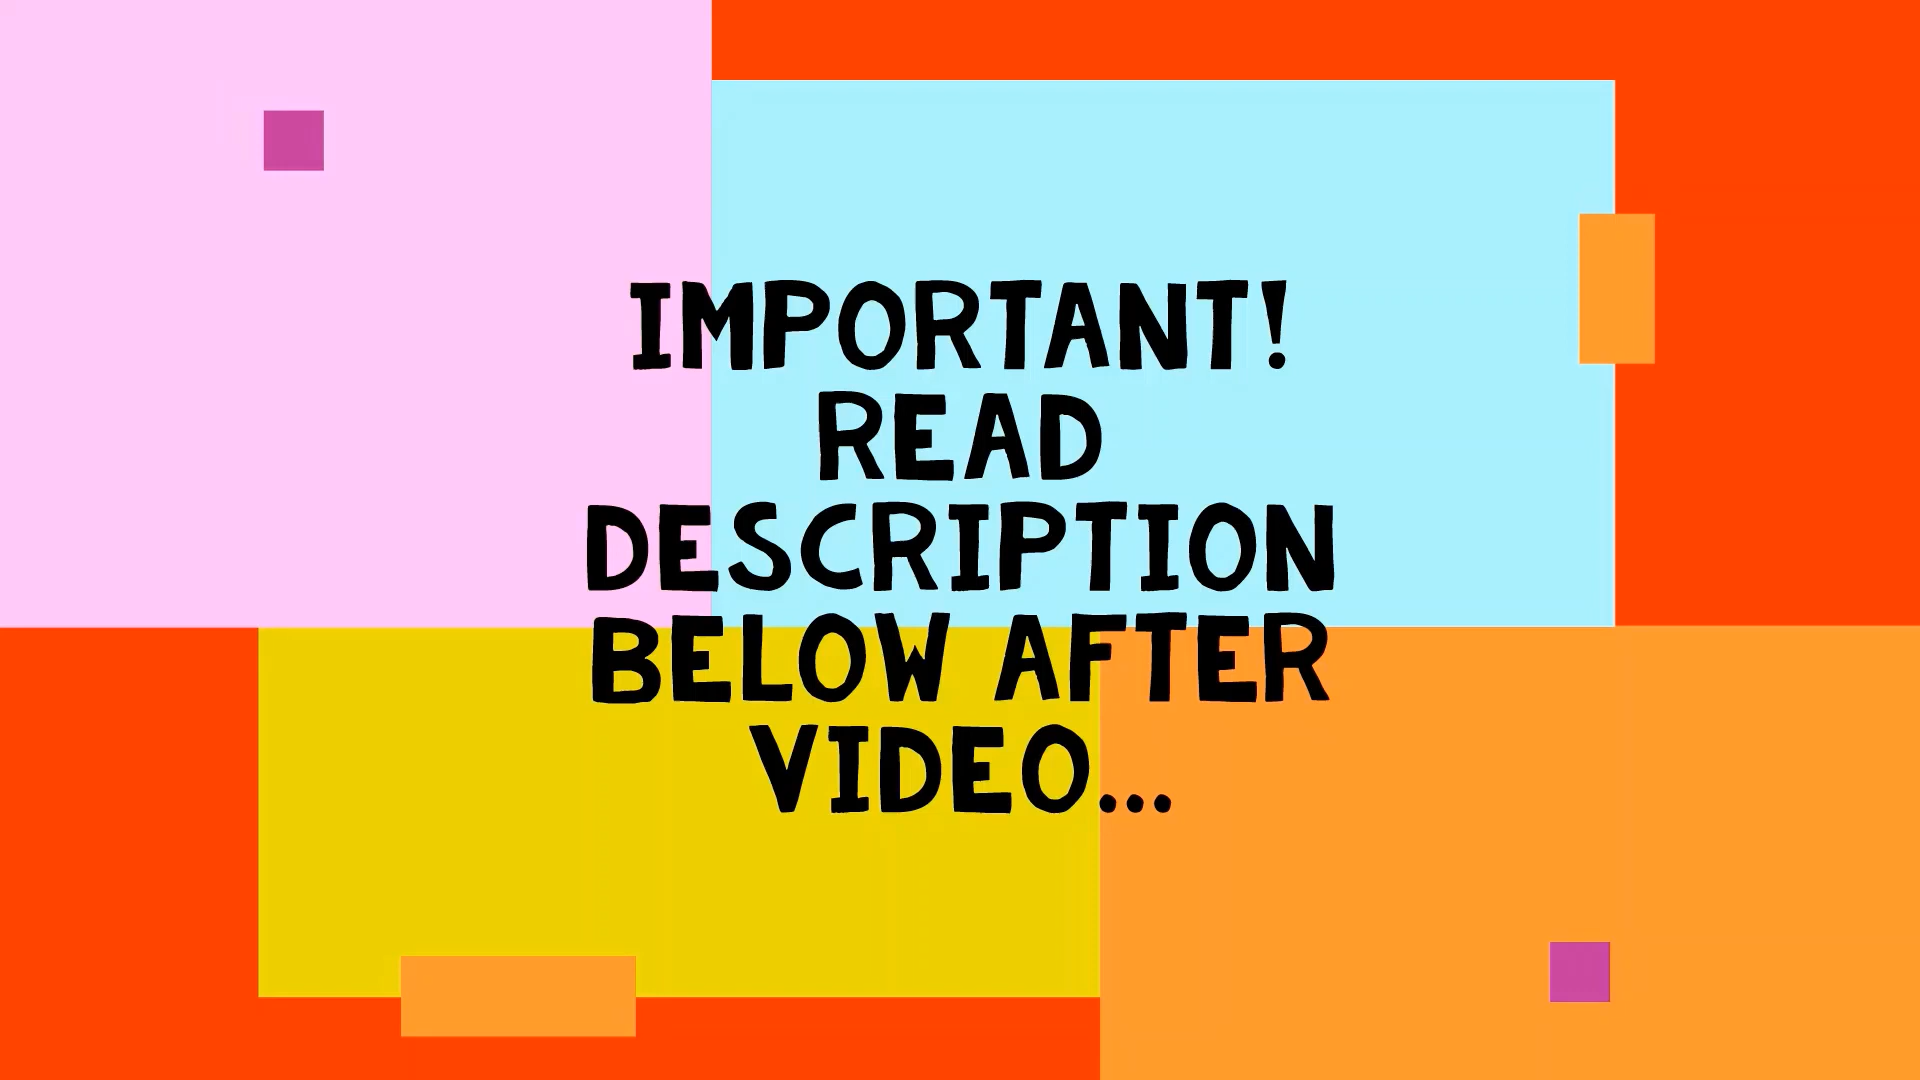 IMPORTANT!
READ
DESCRIPTION
BELOW AFTER
VIDEO...